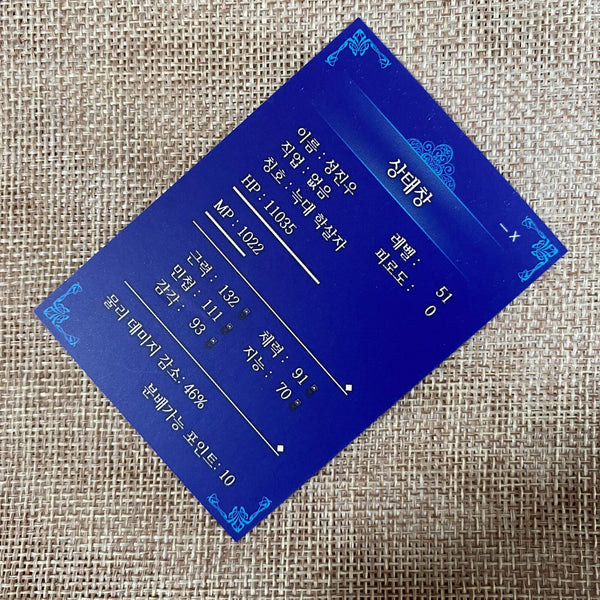 상태창
_ X
이름 : 성진우
레벨 : 51
직업 : 없음
피로도 : 0
칭호 : 늑대 학살자
HP : 11035
MP : 1022
근력 : 132
체력 : 91
민첩 : 111
지능 : 70
감각 : 93
물리 데미지 감소: 46%
분배가능 포인트: 10